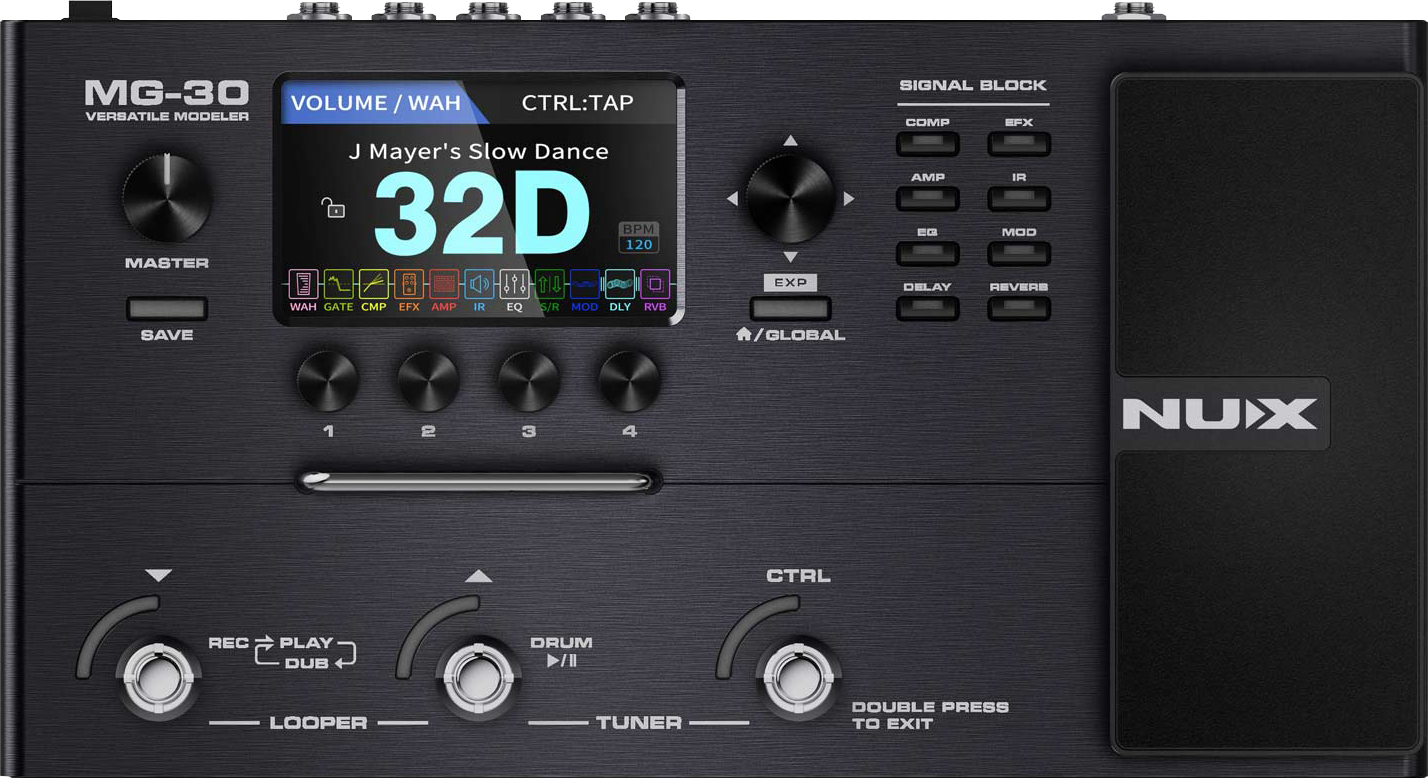 MG-30
VERSATILE MODELER
MASTER
SAVE
VOLUME / WAH
CTRL:TAP
J Mayer's Slow Dance
32D
BPM
120
WAH GATE CMP EFX AMP IR EQ S/R MOD DLY RVB
1 2 3 4
EXP
/GLOBAL
SIGNAL BLOCK
COMP EFX
AMP IR
EQ MOD
DELAY REVERB
NUX
CTRL
REC PLAY
DUB
DRUM
LOOPER
TUNER
DOUBLE PRESS
TO EXIT